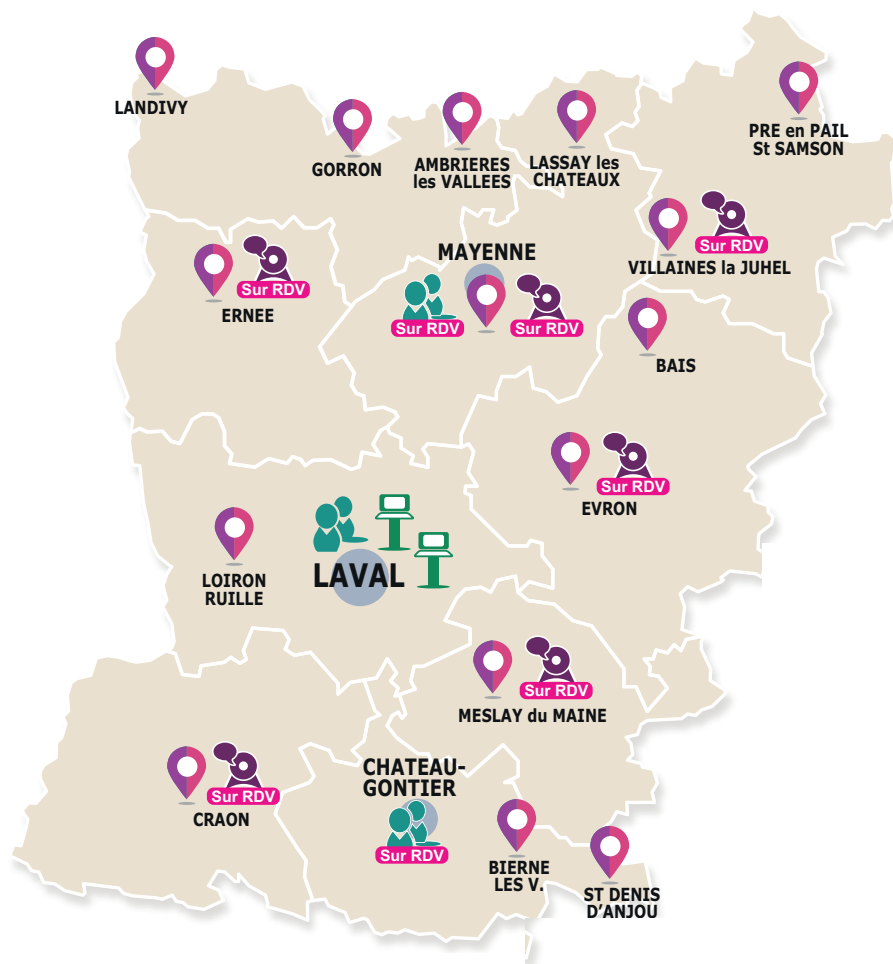 LANDIVY
GORRON
AMBRIERES
les VALLEES
LASSAY les
CHATEAUX
PRE en PAIL
St SAMSON
Sur RDV
VILLAINES la JUHEL
MAYENNE
Sur RDV
Sur RDV
Sur RDV
ERNEE
BAIS
Sur RDV
EVRON
LOIRON
RUILLE
LAVAL
Sur RDV
MESLAY du MAINE
Sur RDV
CRAON
CHATEAU-
GONTIER
Sur RDV
BIERNE
LES V.
ST DENIS
D'ANJOU